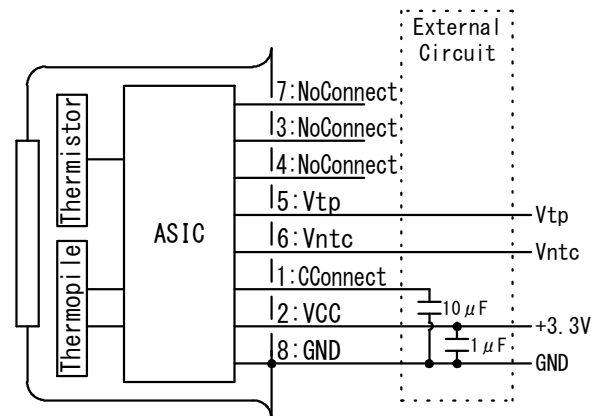 External
Circuit
7:NoConnect
3:NoConnect
4:NoConnect
5:Vtp
Vtp
6:Vntc
Vntc
1:CConnect
10μF
2:VCC
+3.3V
1μF
8:GND
GND
Thermistor
Thermopile
ASIC